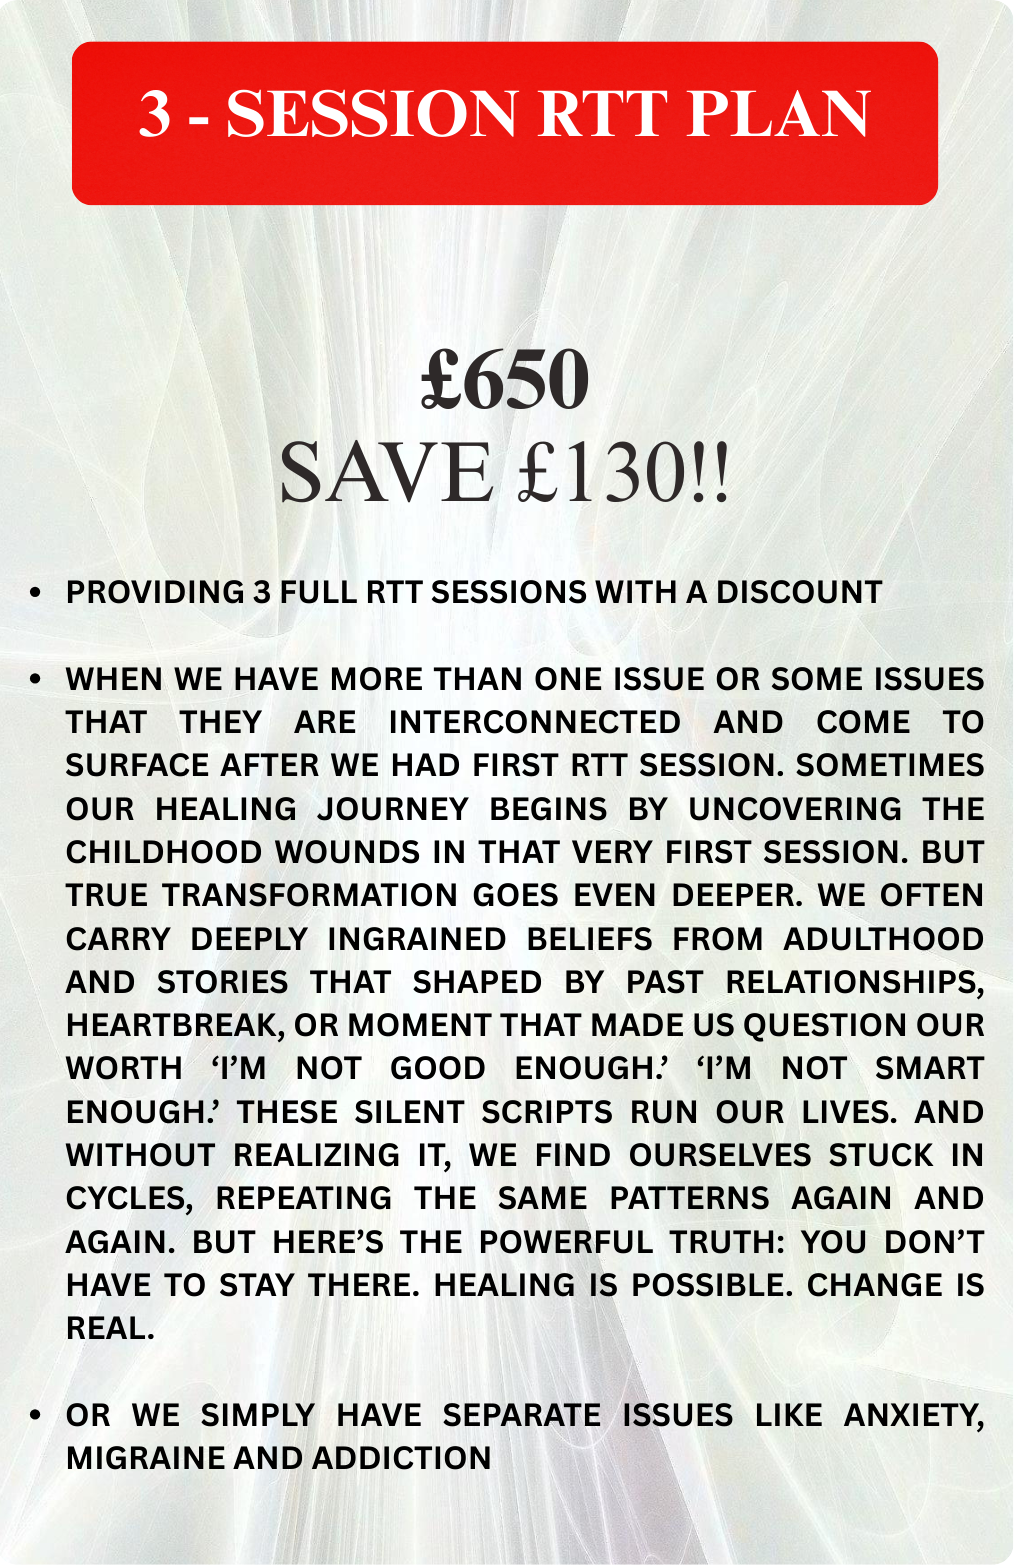 3 - SESSION RTT PLAN
£650
SAVE £130!!
• PROVIDING 3 FULL RTT SESSIONS WITH A DISCOUNT
• WHEN WE HAVE MORE THAN ONE ISSUE OR SOME ISSUES
THAT THEY ARE INTERCONNECTED AND COME TO
SURFACE AFTER WE HAD FIRST RTT SESSION. SOMETIMES
OUR HEALING JOURNEY BEGINS BY UNCOVERING THE
CHILDHOOD WOUNDS IN THAT VERY FIRST SESSION. BUT
TRUE TRANSFORMATION GOES EVEN DEEPER. WE OFTEN
CARRY DEEPLY INGRAINED BELIEFS FROM ADULTHOOD
AND STORIES THAT SHAPED BY PAST RELATIONSHIPS,
HEARTBREAK, OR MOMENT THAT MADE US QUESTION OUR
WORTH ‘I’M NOT GOOD ENOUGH.’ ‘I’M NOT SMART
ENOUGH.’ THESE SILENT SCRIPTS RUN OUR LIVES. AND
WITHOUT REALIZING IT, WE FIND OURSELVES STUCK IN
CYCLES, REPEATING THE SAME PATTERNS AGAIN AND
AGAIN. BUT HERE’S THE POWERFUL TRUTH: YOU DON’T
HAVE TO STAY THERE. HEALING IS POSSIBLE. CHANGE IS
REAL.
• OR WE SIMPLY HAVE SEPARATE ISSUES LIKE ANXIETY,
MIGRAINE AND ADDICTION